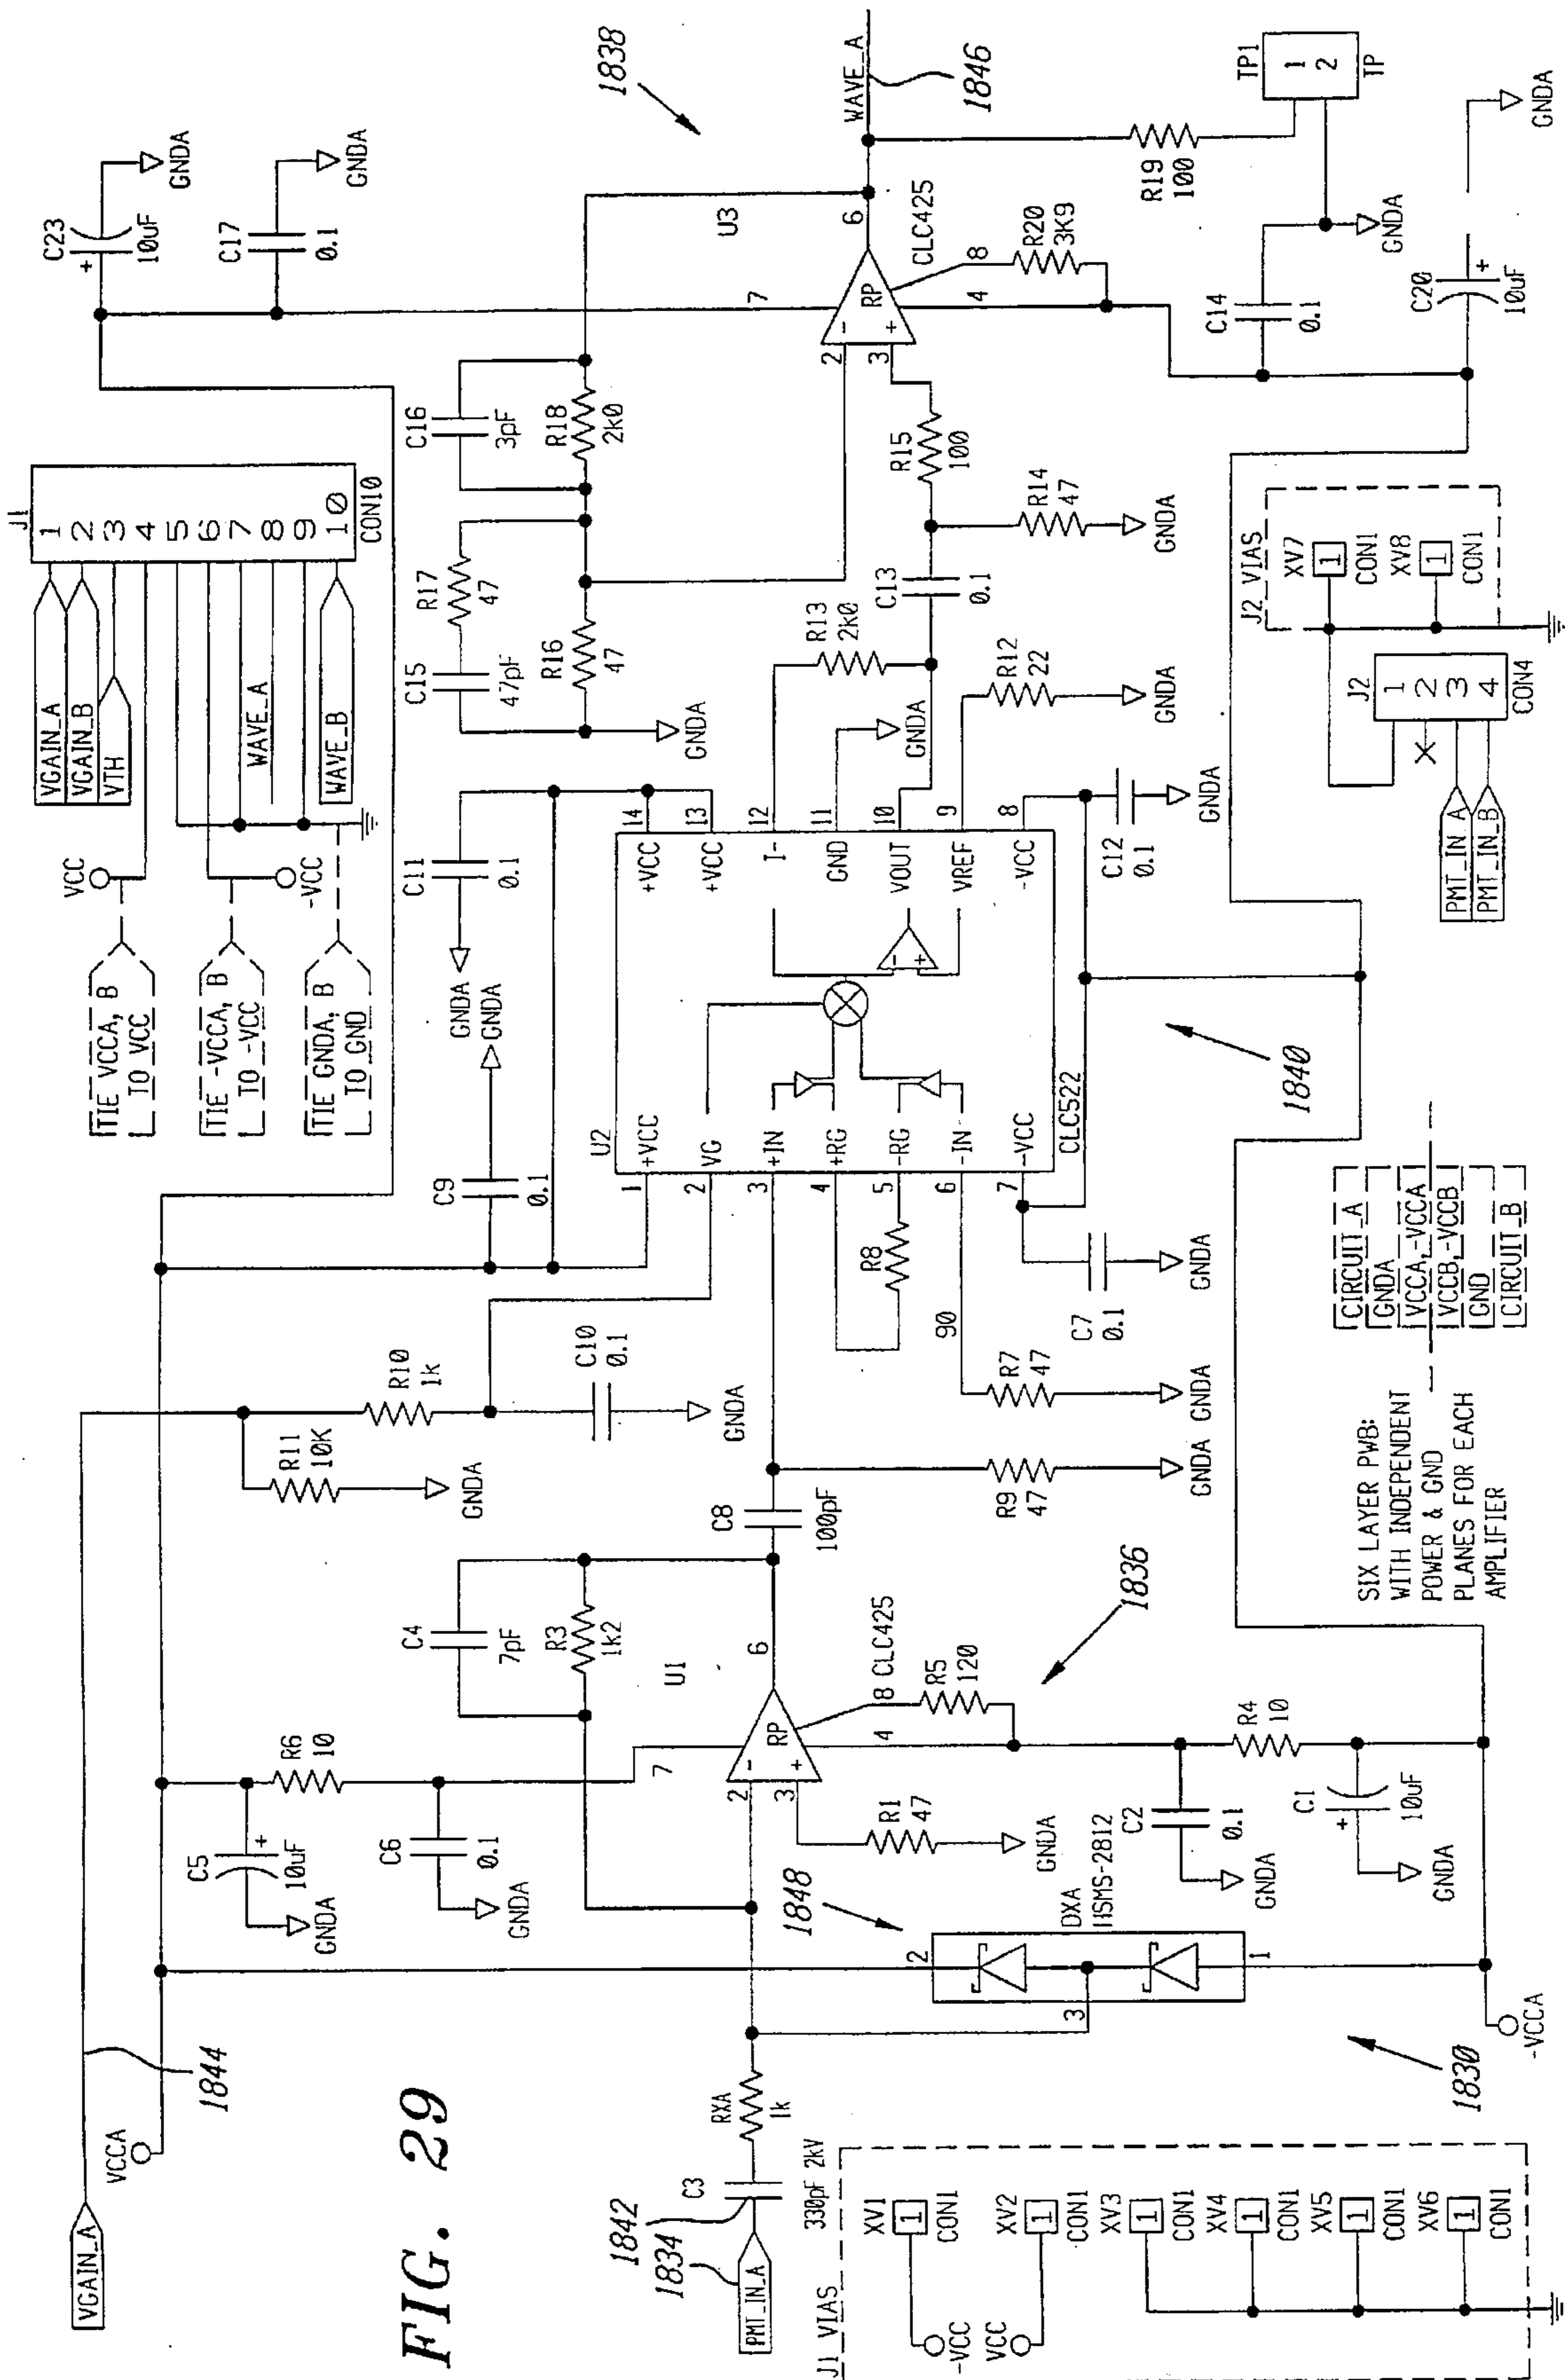 FIG. 29
VGAIN_A
1844
VCCA
C5
10uF
+
GNDA
R6
10
C6
0.1
GNDA
7
R11
10K
GNDA
R10
1k
C10
0.1
GNDA
C4
7pF
R3
1k2
U1
1842
1834
PMT_IN_A
C3
330pF 2kV
RXA
1k
2
3
-
+
RP
6
8 CLC425
4
R5
120
1836
R1
47
GNDA
C2
0.1
GNDA
R4
10
C1
10uF
+
GNDA
1848
DXA
HSMS-2812
2
3
1
1830
-VCCA
C8
100pF
R9
47
GNDA
R7
47
GNDA
90
R8
C7
0.1
GNDA
C9
0.1
GNDA
GNDA
C11
0.1
U2
1
+VCC
2
VG
3
+IN
4
+RG
5
-RG
6
-IN
7
-VCC
CLC522
14
+VCC
13
+VCC
12
I-
11
GND
10
VOUT
9
VREF
8
-VCC
-
+
1840
C12
0.1
GNDA
GNDA
R13
2k0
R12
22
GNDA
C13
0.1
R14
47
GNDA
R15
100
C15
47pF
R17
47
R16
47
GNDA
C16
3pF
R18
2k0
U3
2
3
-
+
RP
6
7
CLC425
8
4
R20
3K9
C23
10uF
+
GNDA
C17
0.1
GNDA
1838
WAVE_A
1846
R19
100
TP1
1
2
TP
C14
0.1
GNDA
C20
10uF
+
GNDA
J1
1
2
3
4
5
6
7
8
9
10
CON10
VGAIN_A
VGAIN_B
VTH
WAVE_A
WAVE_B
VCC
-VCC
TIE VCCA, B
TO VCC
TIE -VCCA, B
TO -VCC
TIE GNDA, B
TO GND
J2 VIAS
XV7
1
CON1
XV8
1
CON1
J2
1
2
3
4
CON4
PMT_IN_A
PMT_IN_B
SIX LAYER PWB:
WITH INDEPENDENT
POWER & GND
PLANES FOR EACH
AMPLIFIER
CIRCUIT_A
GNDA
VCCA,-VCCA
VCCB,-VCCB
GND
CIRCUIT_B
J1 VIAS
XV1
1
CON1
-VCC
XV2
1
CON1
VCC
XV3
1
CON1
XV4
1
CON1
XV5
1
CON1
XV6
1
CON1